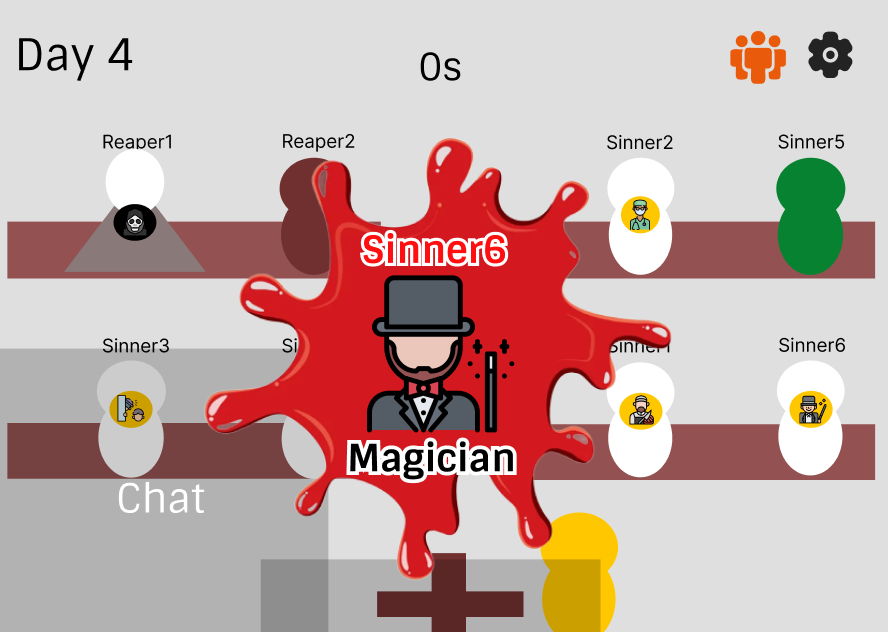 Day 4
0s
Reaper1
Reaper2
Sinner2
Sinner5
Sinner6
Sinner3
Sinner6
Magician
Chat